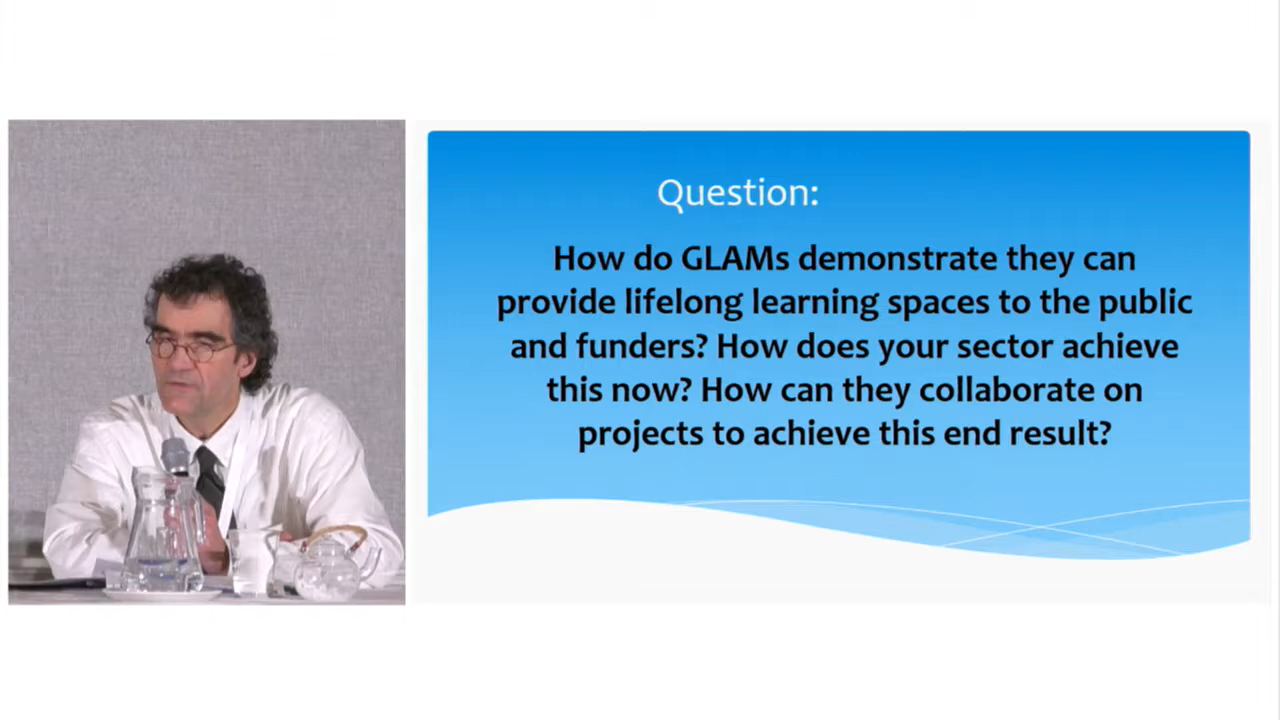 Question:
How do GLAMs demonstrate they can
provide lifelong learning spaces to the public
and funders? How does your sector achieve
this now? How can they collaborate on
projects to achieve this end result?